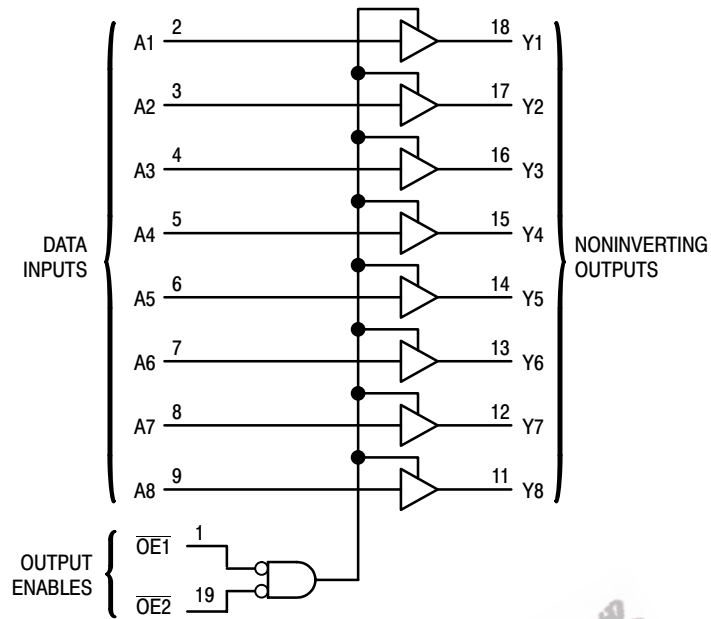 A1 2 18 Y1
A2 3 17 Y2
A3 4 16 Y3
A4 5 15 Y4
DATA
INPUTS
NONINVERTING
OUTPUTS
A5 6 14 Y5
A6 7 13 Y6
A7 8 12 Y7
A8 9 11 Y8
OUTPUT
ENABLES
OE1 1
OE2 19